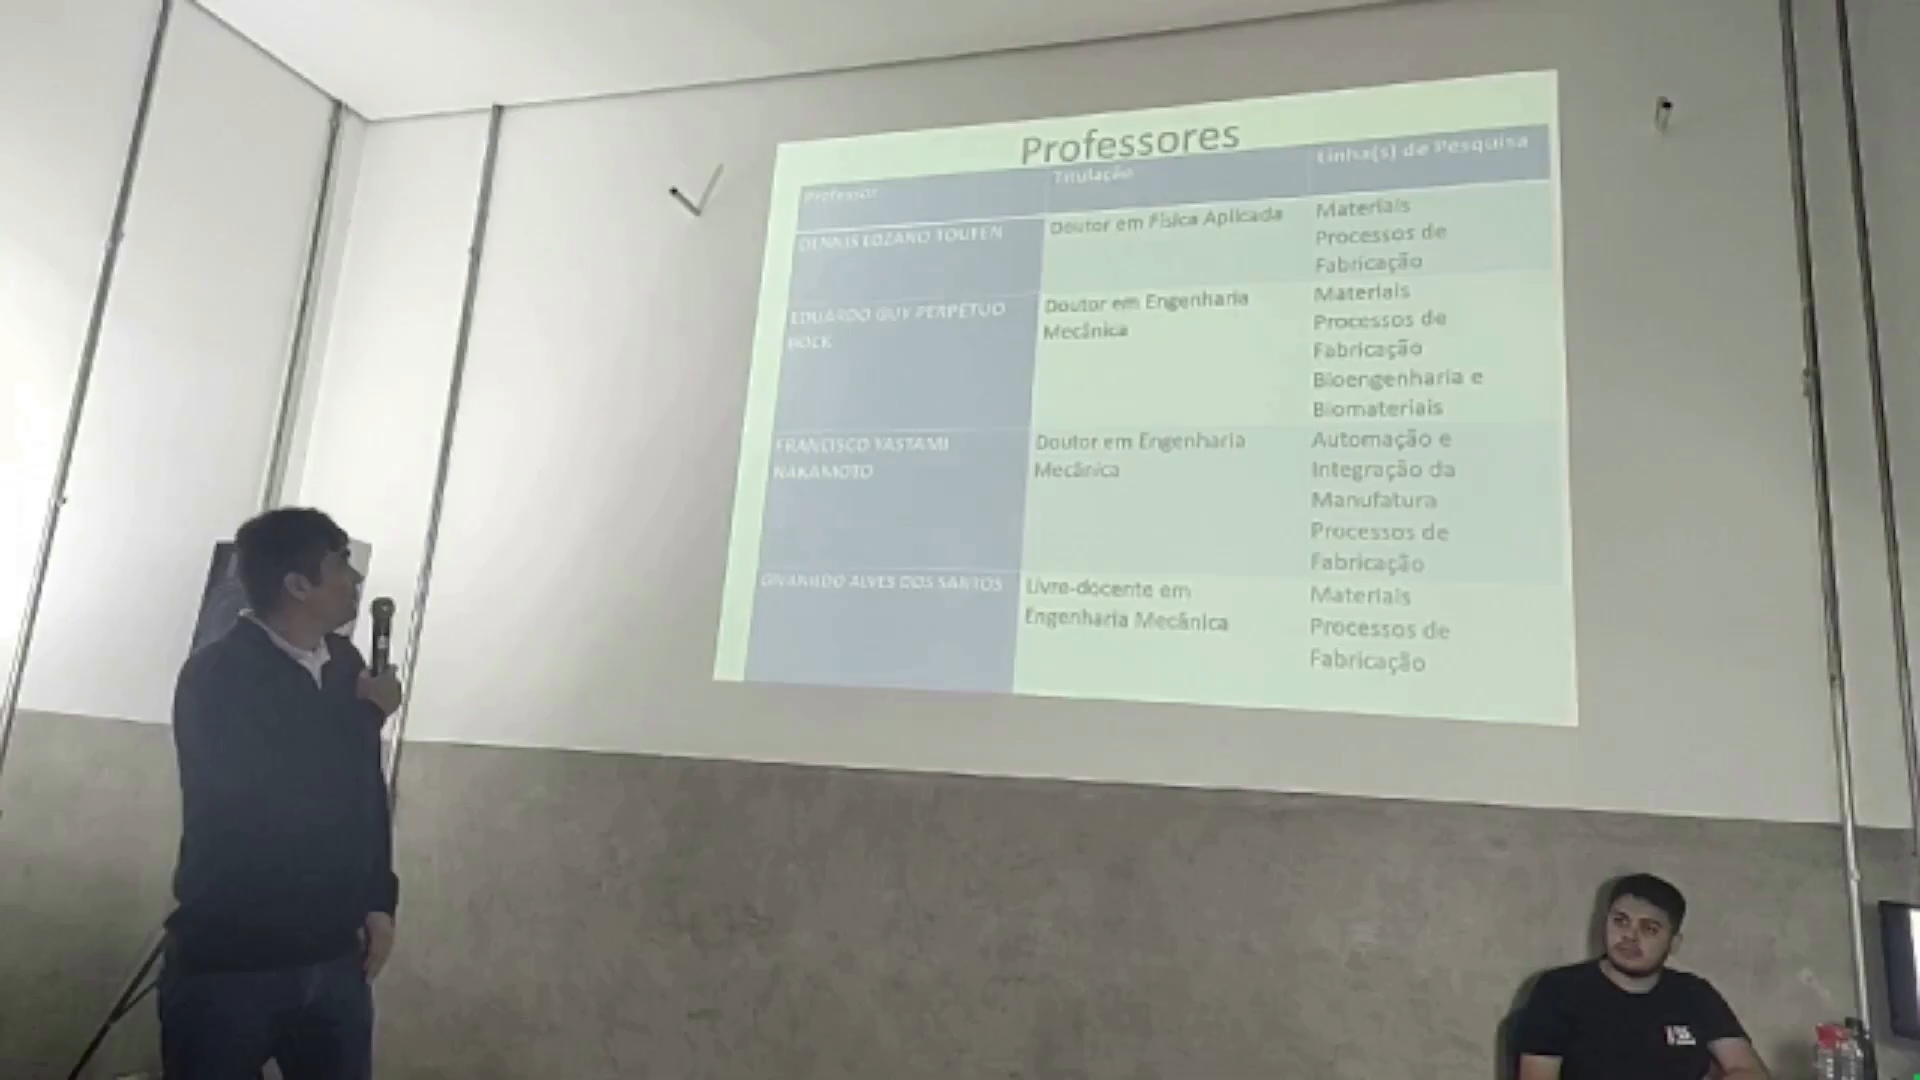 Professores
Professor
Titulação
Linha(s) de Pesquisa
DENNIS LOZANO TOUFEN
Doutor em Física Aplicada
Materiais
Processos de
Fabricação
EDUARDO GUY PERPETUO
BOCK
Doutor em Engenharia
Mecânica
Materiais
Processos de
Fabricação
Bioengenharia e
Biomateriais
FRANCISCO YASTAMI
NAKAMOTO
Doutor em Engenharia
Mecânica
Automação e
Integração da
Manufatura
Processos de
Fabricação
GIVANILDO ALVES DOS SANTOS
Livre-docente em
Engenharia Mecânica
Materiais
Processos de
Fabricação